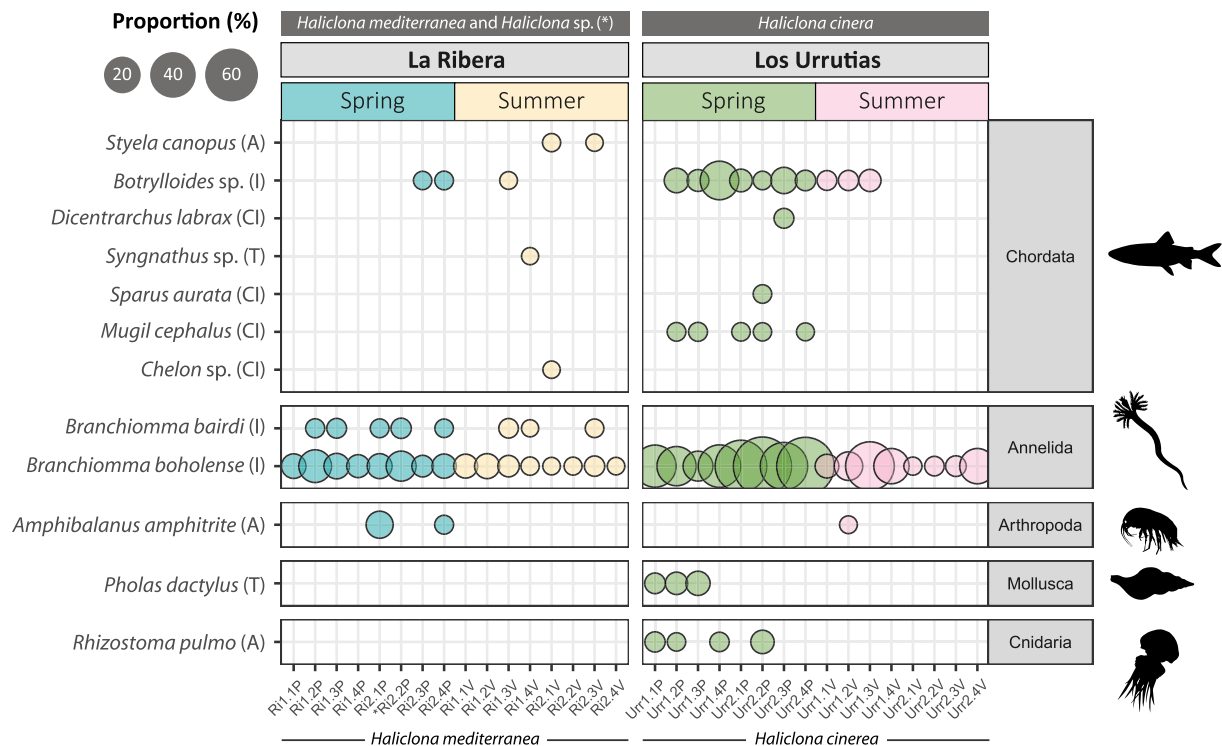 Proportion (%)
20 40 60
Haliclona mediterranea and Haliclona sp. (*)
Haliclona cinera
La Ribera
Los Urrutias
Spring
Summer
Spring
Summer
Styela canopus (A)
Botrylloides sp. (I)
Dicentrarchus labrax (CI)
Syngnathus sp. (T)
Sparus aurata (CI)
Mugil cephalus (CI)
Chelon sp. (CI)
Chordata
Branchiomma bairdi (I)
Branchiomma boholense (I)
Annelida
Amphibalanus amphitrite (A)
Arthropoda
Pholas dactylus (T)
Mollusca
Rhizostoma pulmo (A)
Cnidaria
Ri1.1P
Ri1.2P
Ri1.3P
Ri1.4P
Ri2.1P
*Ri2.2P
Ri2.3P
Ri2.4P
Ri1.1V
Ri1.2V
Ri1.3V
Ri1.4V
Ri2.1V
Ri2.2V
Ri2.3V
Ri2.4V
Urr1.1P
Urr1.2P
Urr1.3P
Urr1.4P
Urr2.1P
Urr2.2P
Urr2.3P
Urr2.4P
Urr1.1V
Urr1.2V
Urr1.3V
Urr1.4V
Urr2.1V
Urr2.2V
Urr2.3V
Urr2.4V
Haliclona mediterranea
Haliclona cinerea